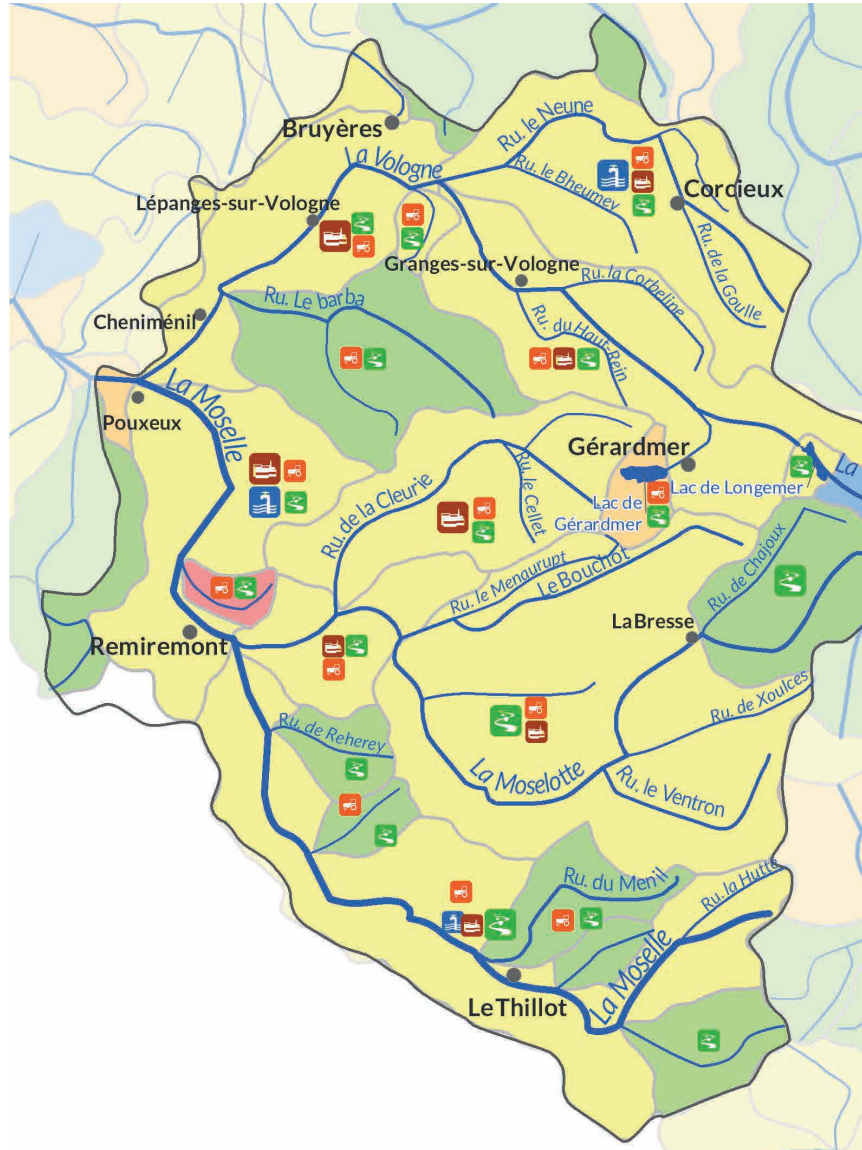 Bruyères
Ru. le Neune
La Vologne
Ru. le Bheumey
Corcieux
Lépanges-sur-Vologne
Granges-sur-Vologne
Ru. la Corbeline
Ru. de la Goulle
Ru. Le barba
Cheniménil
Ru. du Haut-Rein
La Moselle
Pouxeux
Gérardmer
Ru. de la Cleurie
Ru. le Cellet
La
Lac de Longemer
Lac de
Gérardmer
Ru. le Menaurupt
Le Bouchot
Ru. de Chajoux
La Bresse
Remiremont
Ru. de Xoulces
Ru. de Reherey
La Moselotte
Ru. le Ventron
Ru. du Menil
Ru. la Hutte
La Moselle
Le Thillot